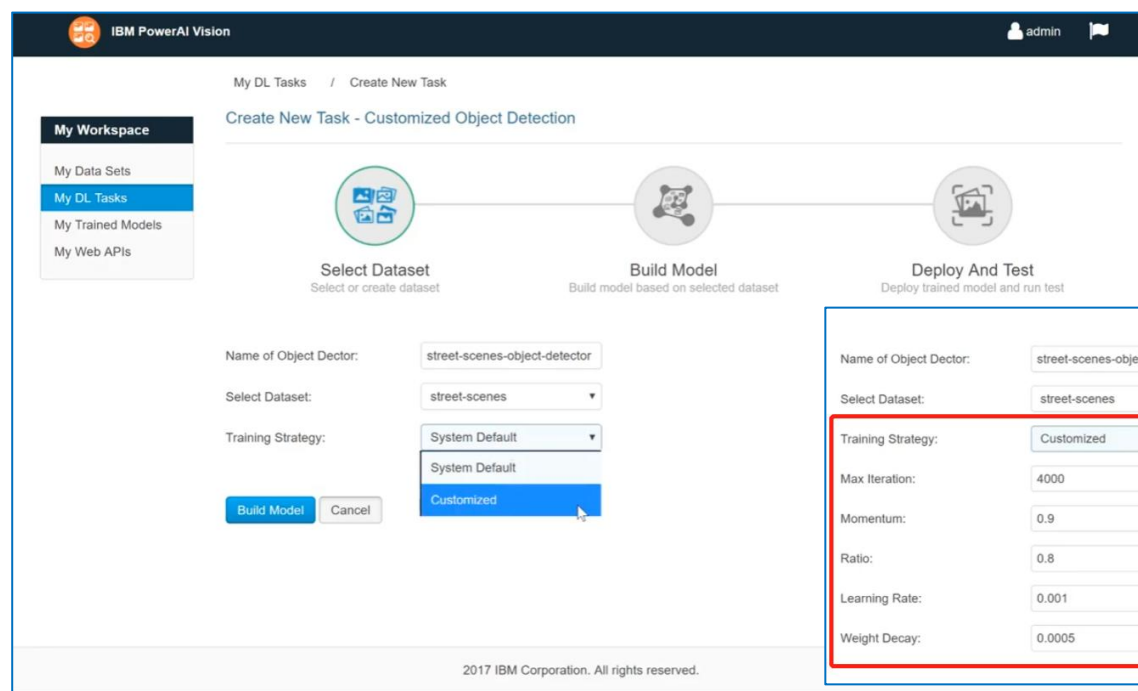 IBM PowerAI Vision
admin
My DL Tasks / Create New Task
Create New Task - Customized Object Detection
My Workspace
My Data Sets
My DL Tasks
My Trained Models
My Web APIs
Select Dataset
Select or create dataset
Build Model
Build model based on selected dataset
Deploy And Test
Deploy trained model and run test
Name of Object Dector: street-scenes-object-detector
Select Dataset: street-scenes
Training Strategy: System Default
System Default
Customized
Build Model Cancel
Name of Object Dector: street-scenes-obje
Select Dataset: street-scenes
Training Strategy: Customized
Max Iteration: 4000
Momentum: 0.9
Ratio: 0.8
Learning Rate: 0.001
Weight Decay: 0.0005
2017 IBM Corporation. All rights reserved.